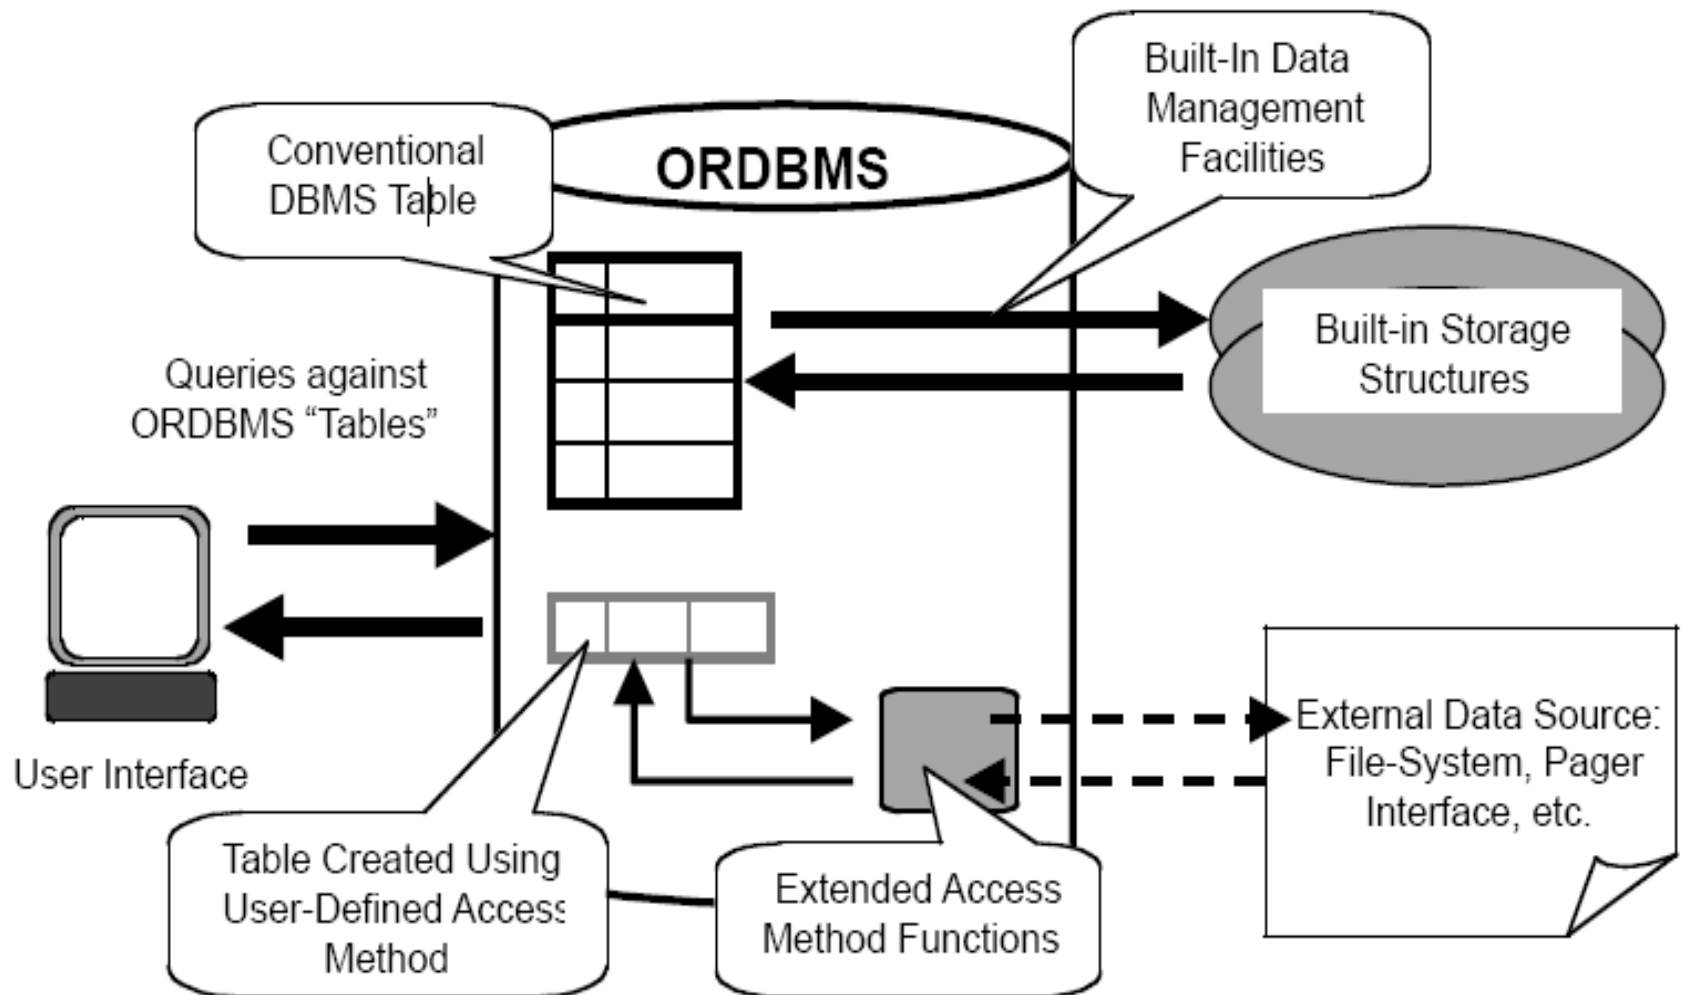 Built-In Data
Management
Facilities
Conventional
DBMS Table
ORDBMS
Built-in Storage
Structures
Queries against
ORDBMS “Tables”
User Interface
External Data Source:
File-System, Pager
Interface, etc.
Table Created Using
User-Defined Access
Method
Extended Access
Method Functions